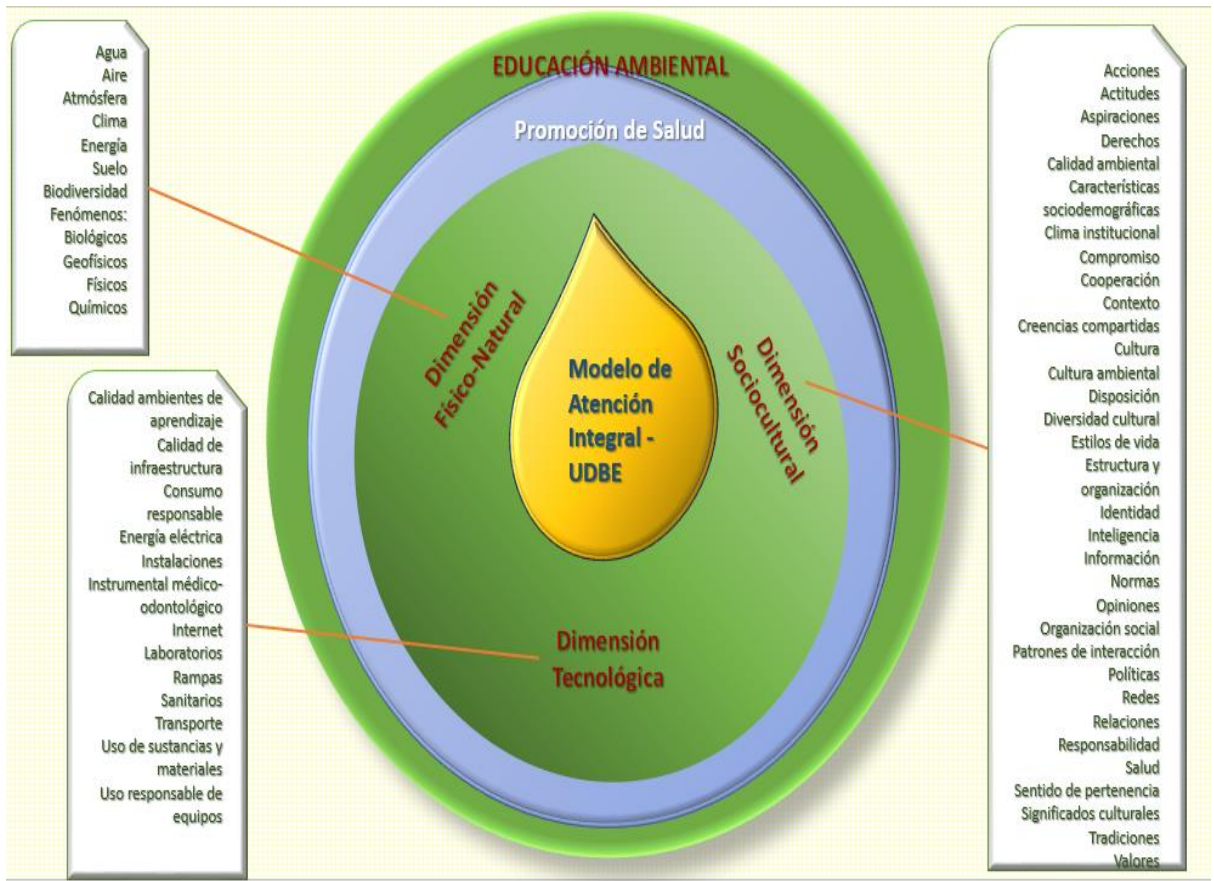 Agua
Aire
Atmósfera
Clima
Energía
Suelo
Biodiversidad
Fenómenos:
Biológicos
Geofísicos
Físicos
Químicos
Calidad ambientes de
aprendizaje
Calidad de
infraestructura
Consumo
responsable
Energía eléctrica
Instalaciones
Instrumental médico-
odontológico
Internet
Laboratorios
Rampas
Sanitarios
Transporte
Uso de sustancias y
materiales
Uso responsable de
equipos
EDUCACIÓN AMBIENTAL
Promoción de Salud
Dimensión
Físico-Natural
Modelo de
Atención
Integral -
UDBE
Dimensión
Sociocultural
Dimensión
Tecnológica
Acciones
Actitudes
Aspiraciones
Derechos
Calidad ambiental
Características
sociodemográficas
Clima institucional
Compromiso
Cooperación
Contexto
Creencias compartidas
Cultura
Cultura ambiental
Disposición
Diversidad cultural
Estilos de vida
Estructura y
organización
Identidad
Inteligencia
Información
Normas
Opiniones
Organización social
Patrones de interacción
Políticas
Redes
Relaciones
Responsabilidad
Salud
Sentido de pertenencia
Significados culturales
Tradiciones
Valores